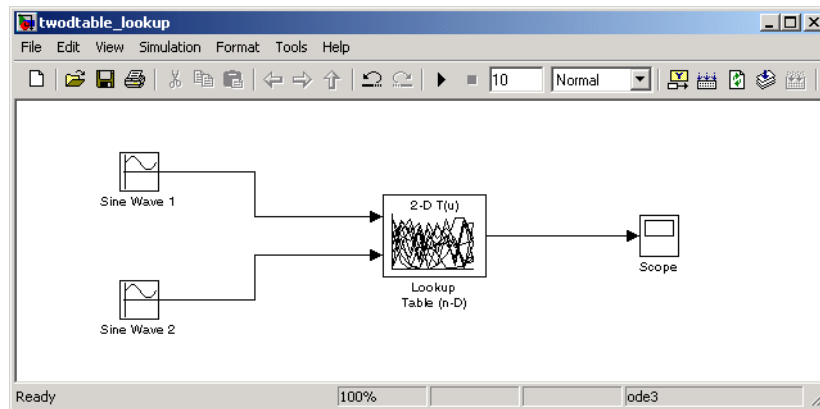 twodtable_lookup
File Edit View Simulation Format Tools Help
10 Normal
Sine Wave 1
2-D T(u)
Lookup
Table (n-D)
Scope
Sine Wave 2
Ready 100% ode3